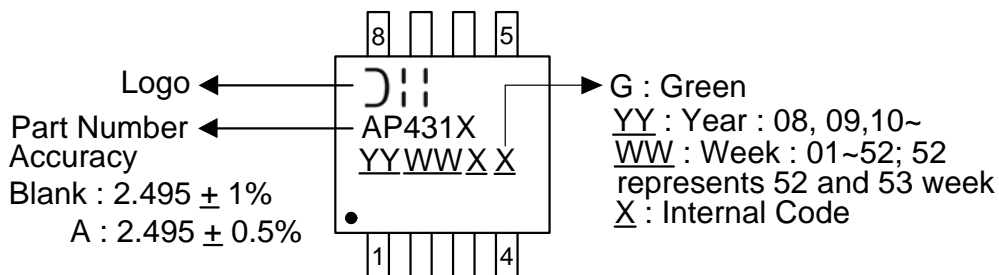 8 5
Logo
Part Number
Accuracy
Blank : 2.495 ± 1%
A : 2.495 ± 0.5%
AP431X
YYWWX X
1 4
G : Green
YY : Year : 08, 09,10~
WW : Week : 01~52; 52
represents 52 and 53 week
X : Internal Code